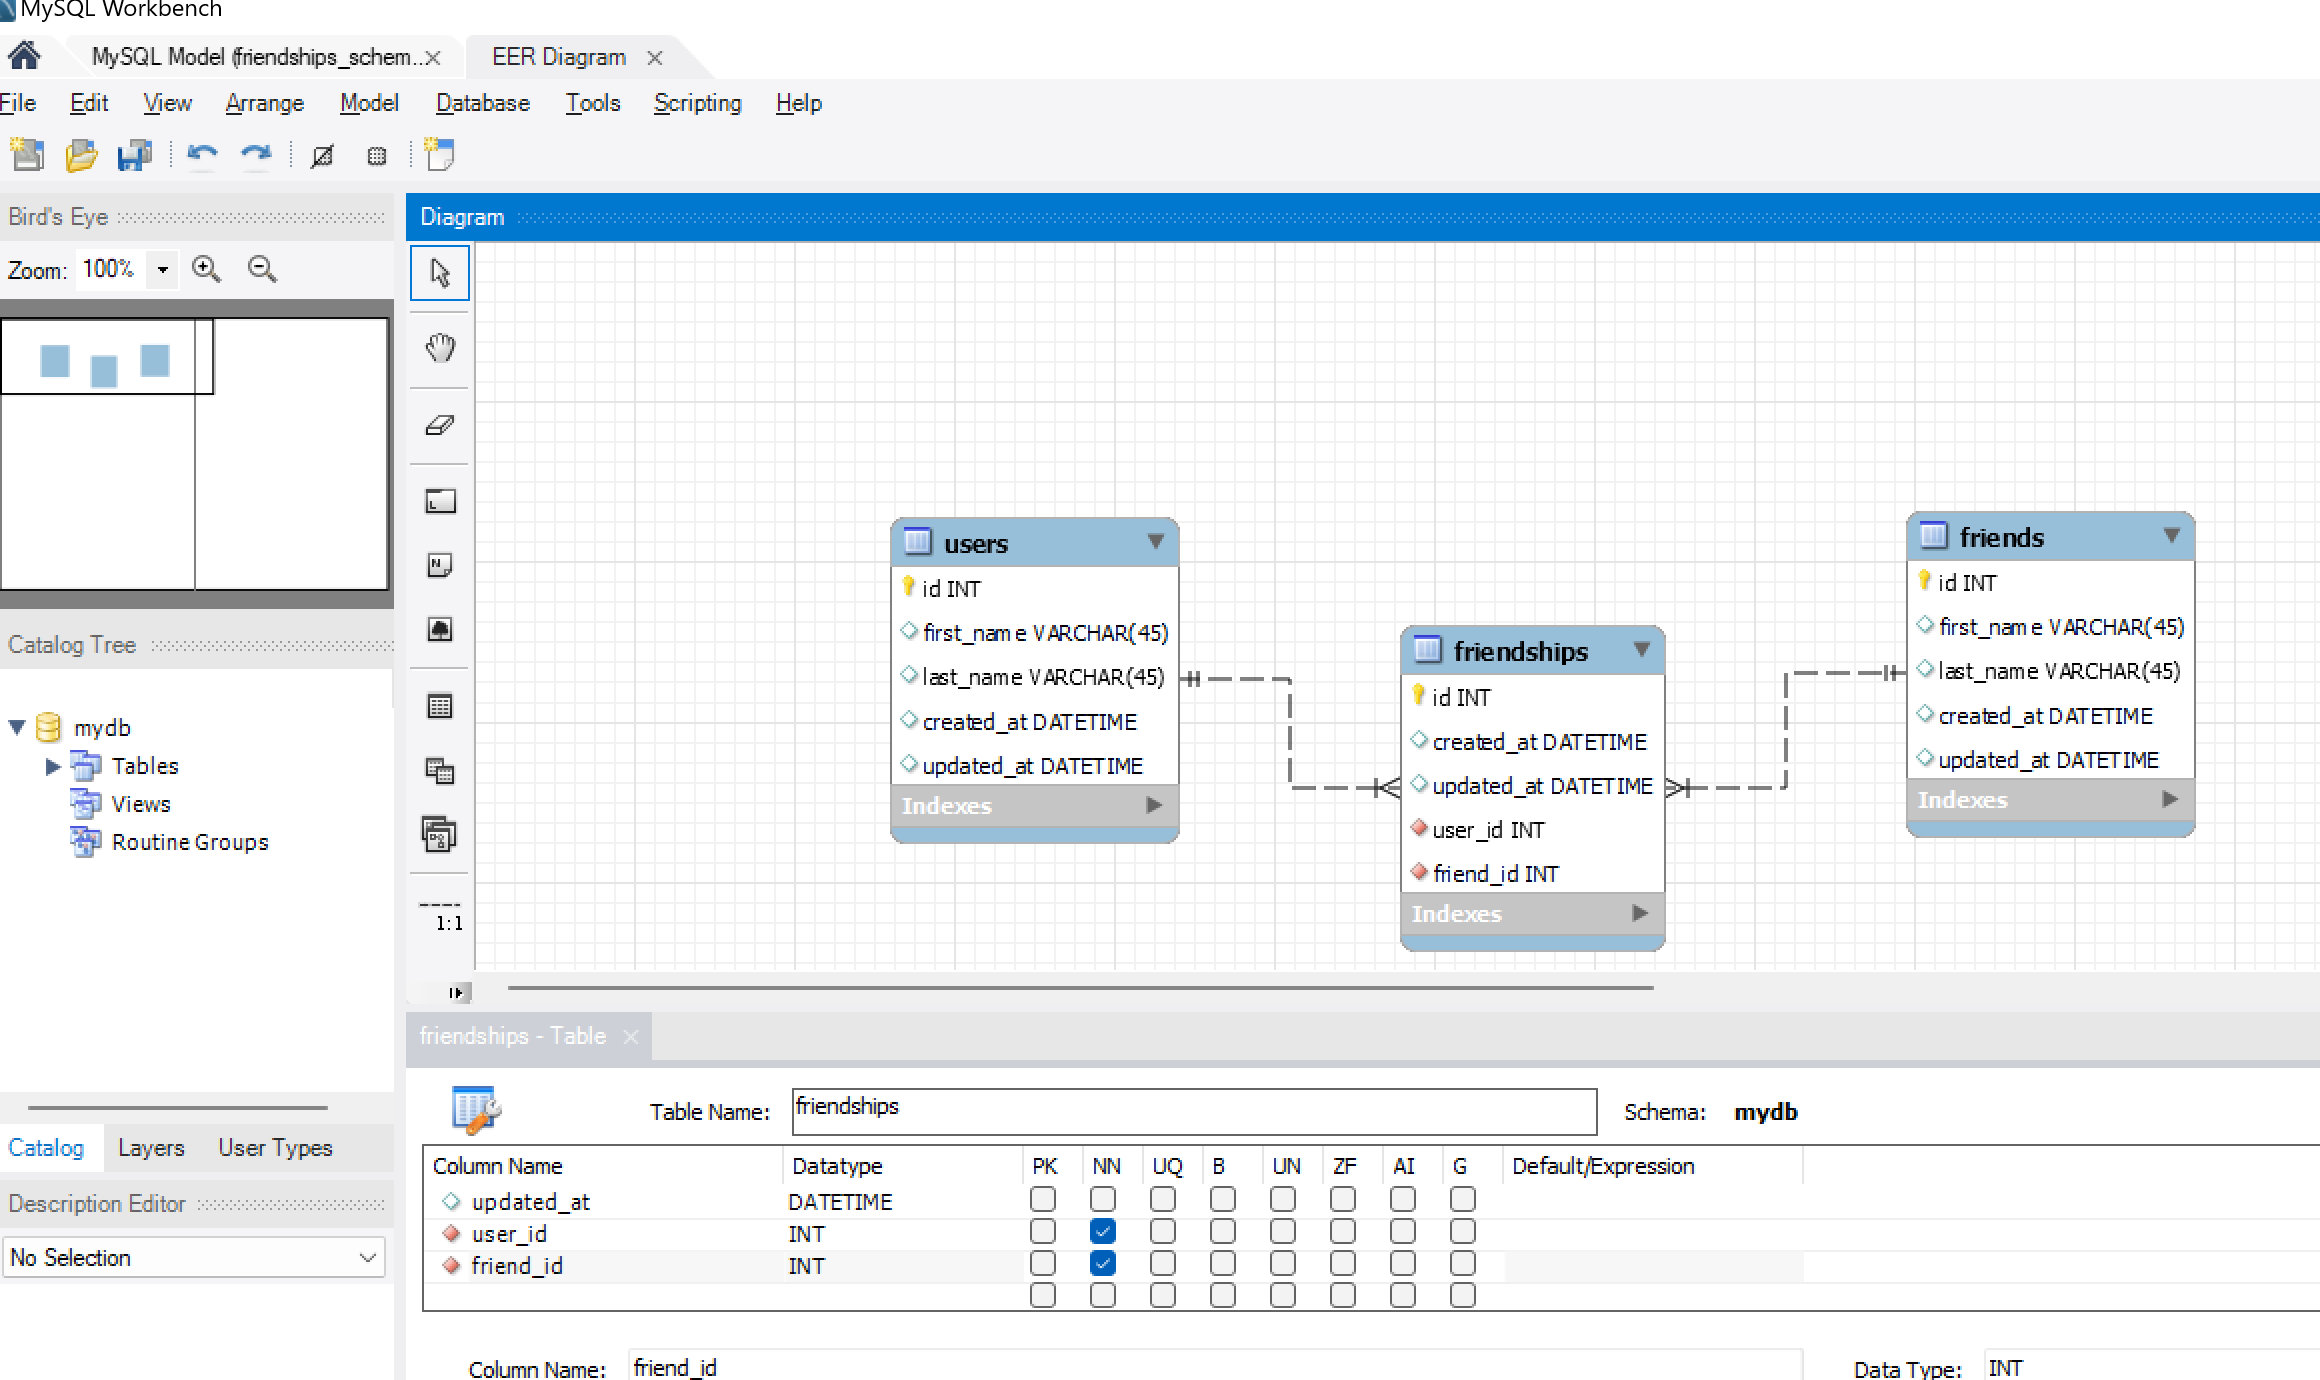 MySQL Workbench
MySQL Model (friendships_schem..
EER Diagram
File Edit View Arrange Model Database Tools Scripting Help
Bird's Eye
Zoom: 100%
Diagram
users
id INT
first_name VARCHAR(45)
last_name VARCHAR(45)
created_at DATETIME
updated_at DATETIME
Indexes
friendships
id INT
created_at DATETIME
updated_at DATETIME
user_id INT
friend_id INT
Indexes
friends
id INT
first_name VARCHAR(45)
last_name VARCHAR(45)
created_at DATETIME
updated_at DATETIME
Indexes
1:1
Catalog Tree
mydb
Tables
Views
Routine Groups
Catalog Layers User Types
Description Editor
No Selection
friendships - Table
Table Name: friendships Schema: mydb
Column Name Datatype PK NN UQ B UN ZF AI G Default/Expression
updated_at DATETIME
user_id INT
friend_id INT
Column Name: friend_id Data Type: INT